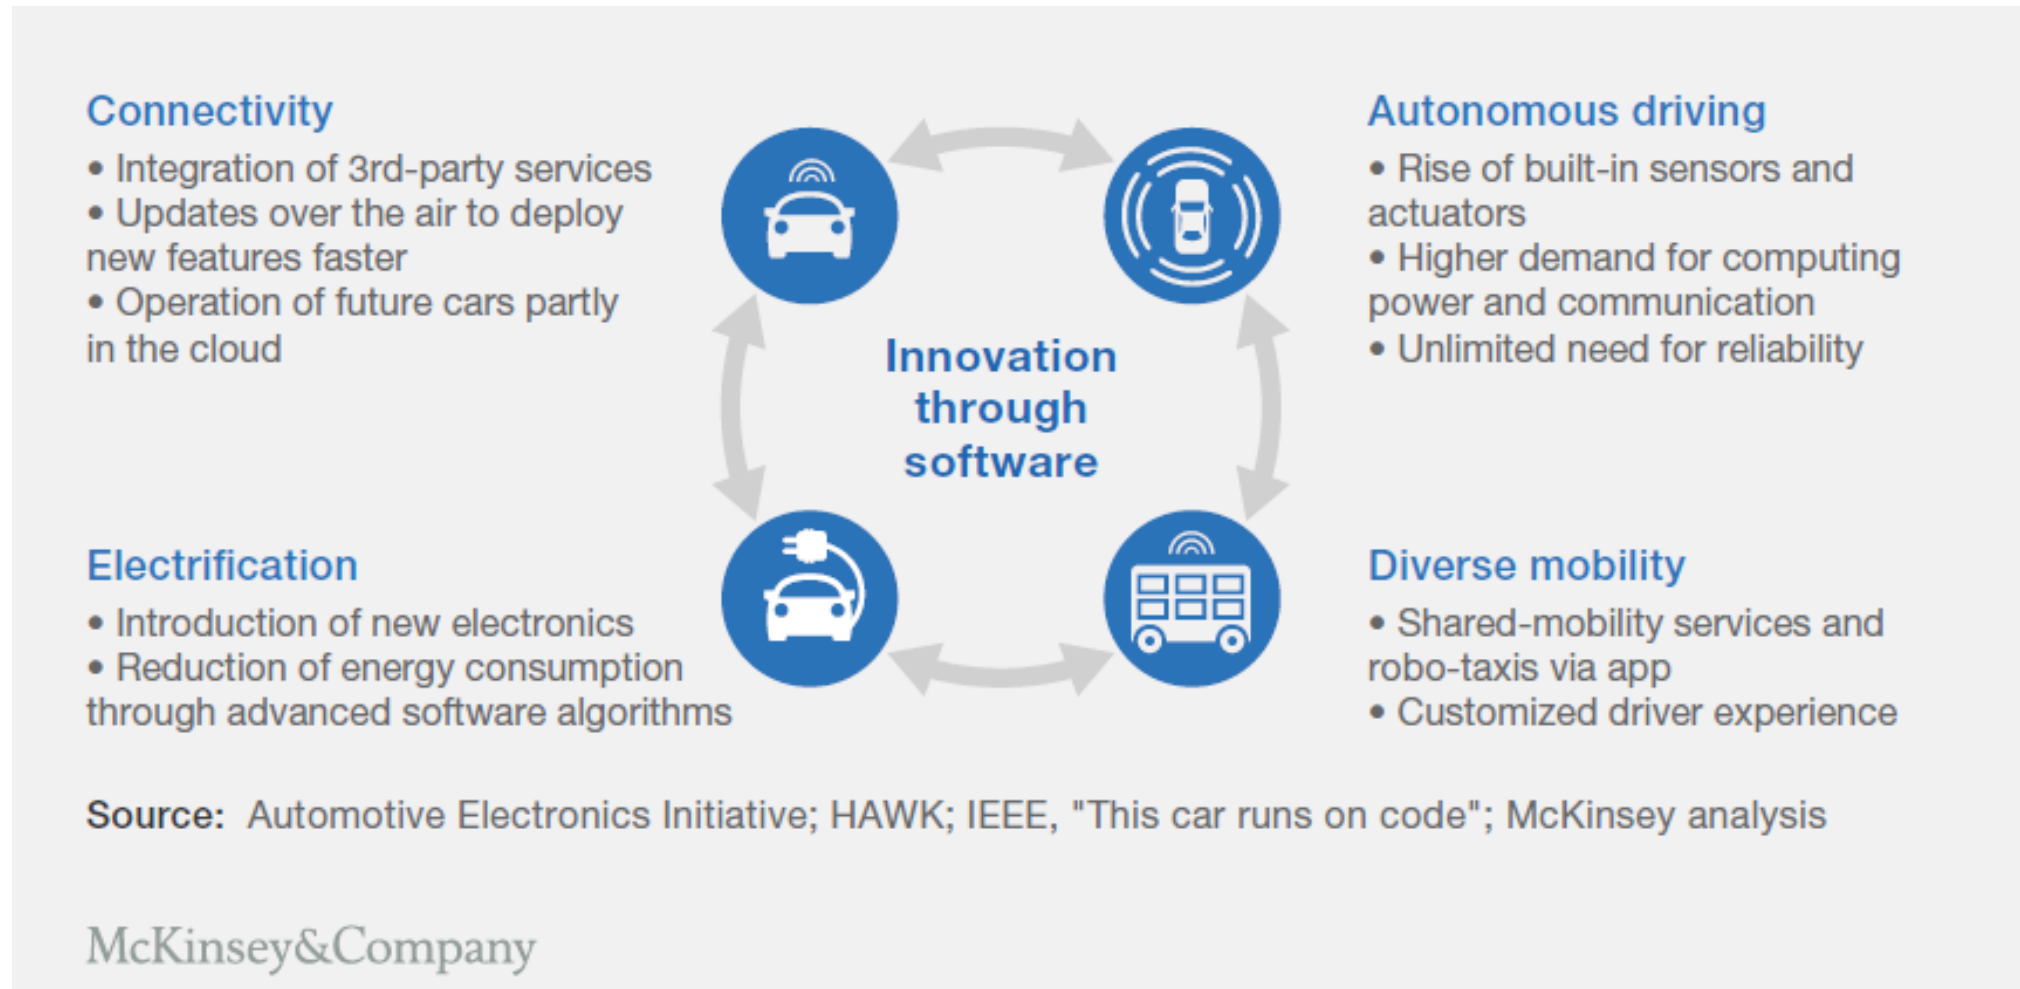 Connectivity
• Integration of 3rd-party services
• Updates over the air to deploy
new features faster
• Operation of future cars partly
in the cloud
Autonomous driving
• Rise of built-in sensors and
actuators
• Higher demand for computing
power and communication
• Unlimited need for reliability
Innovation
through
software
Electrification
• Introduction of new electronics
• Reduction of energy consumption
through advanced software algorithms
Diverse mobility
• Shared-mobility services and
robo-taxis via app
• Customized driver experience
Source: Automotive Electronics Initiative; HAWK; IEEE, "This car runs on code"; McKinsey analysis
McKinsey&Company